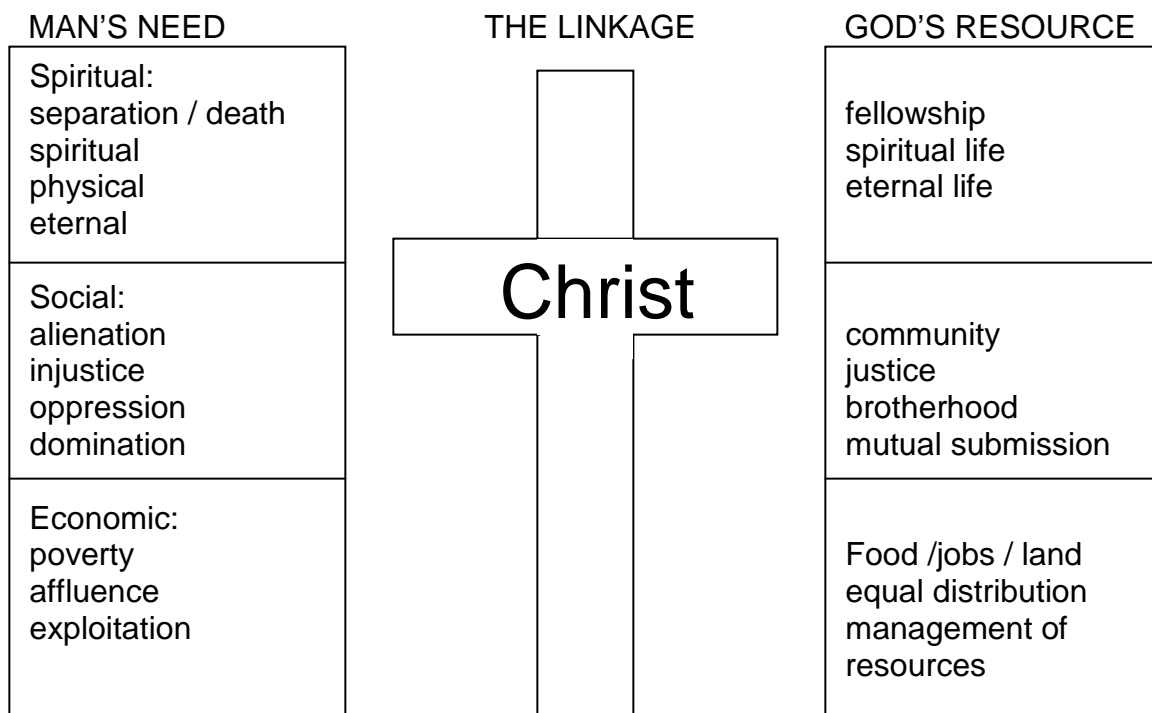 MAN’S NEED
Spiritual:
separation / death
spiritual
physical
eternal
Social:
alienation
injustice
oppression
domination
Economic:
poverty
affluence
exploitation
THE LINKAGE
Christ
GOD’S RESOURCE
fellowship
spiritual life
eternal life
community
justice
brotherhood
mutual submission
Food /jobs / land
equal distribution
management of
resources